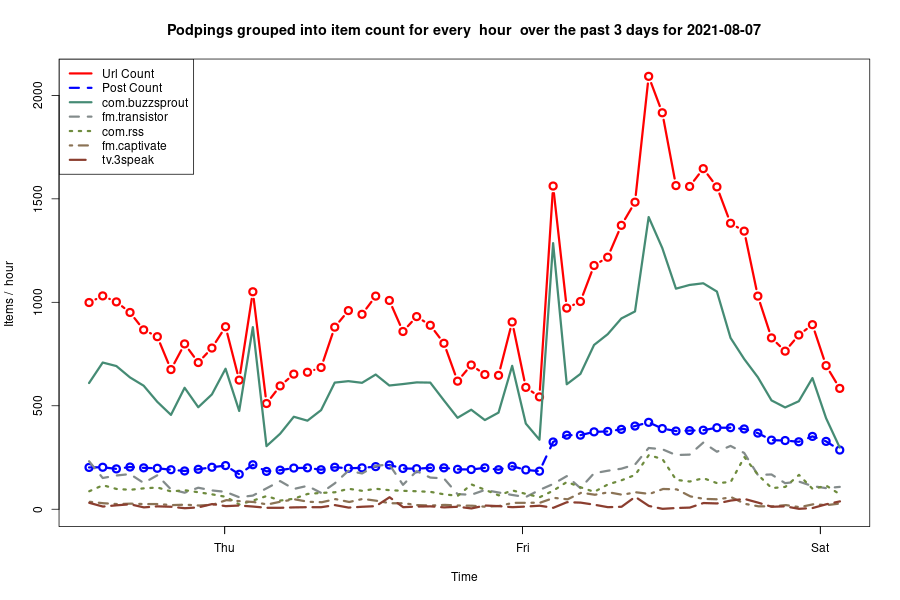 Podpings grouped into item count for every  hour  over the past 3 days for 2021-08-07
Url Count
Post Count
com.buzzsprout
fm.transistor
com.rss
fm.captivate
tv.3speak
Items /  hour
2000
1500
1000
500
0
Thu
Fri
Sat
Time